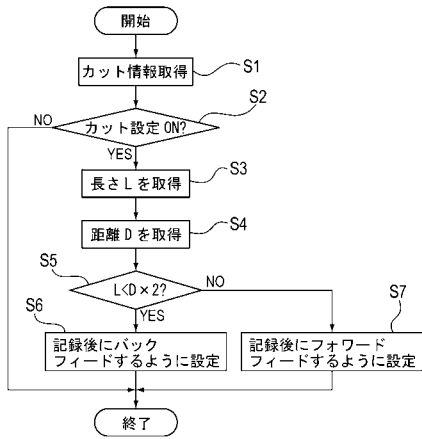 開始
カット情報取得
S1
カット設定 ON?
S2
NO
YES
長さ L を取得
S3
距離 D を取得
S4
L<D×2?
S5
NO
YES
S6
記録後にバック
フィードするように設定
S7
記録後にフォワード
フィードするように設定
終了